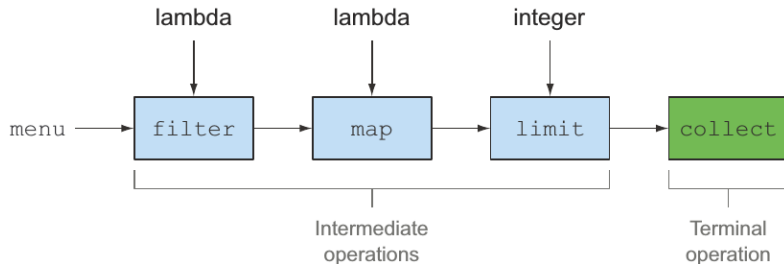 lambda
lambda
integer
menu
filter
map
limit
collect
Intermediate
operations
Terminal
operation